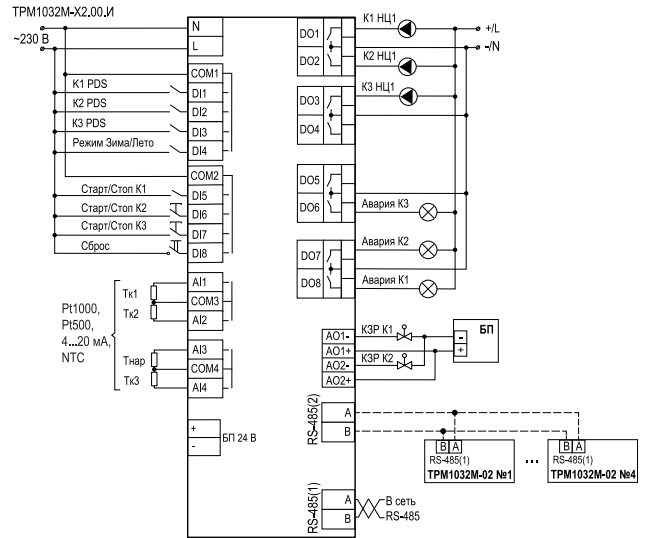 ТРМ1032М-Х2.00.И
~230 В
N
L
COM1
K1 PDS
DI1
K2 PDS
DI2
K3 PDS
DI3
Режим Зима/Лето
DI4
COM2
Старт/Стоп К1
DI5
Старт/Стоп К2
DI6
Старт/Стоп К3
DI7
Сброс
DI8
Pt1000,
Pt500,
4...20 мА,
NTC
Тк1
Тк2
AI1
COM3
AI2
Тнар
Тк3
AI3
COM4
AI4
+
-
БП 24 В
DO1
DO2
К1 НЦ1
К2 НЦ1
+/L
-/N
DO3
DO4
К3 НЦ1
DO5
DO6
Авария К3
DO7
DO8
Авария К2
Авария К1
AO1-
AO1+
AO2-
AO2+
КЗР К1
КЗР К2
-
+
БП
RS-485(2)
A
B
B A
RS-485(1)
ТРМ1032М-02 №1
...
B A
RS-485(1)
ТРМ1032М-02 №4
RS-485(1)
A
B
В сеть
RS-485